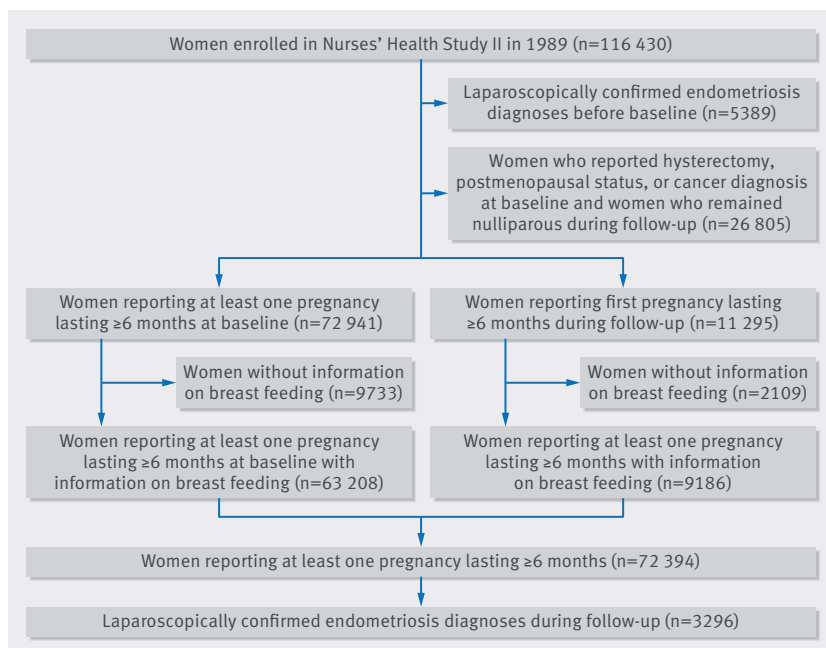 Women enrolled in Nurses’ Health Study II in 1989 (n=116 430)
Laparoscopically confirmed endometriosis
diagnoses before baseline (n=5389)
Women who reported hysterectomy,
postmenopausal status, or cancer diagnosis
at baseline and women who remained
nulliparous during follow-up (n=26 805)
Women reporting at least one pregnancy
lasting ≥6 months at baseline (n=72 941)
Women reporting first pregnancy lasting
≥6 months during follow-up (n=11 295)
Women without information
on breast feeding (n=9733)
Women without information
on breast feeding (n=2109)
Women reporting at least one pregnancy
lasting ≥6 months at baseline with
information on breast feeding (n=63 208)
Women reporting at least one pregnancy
lasting ≥6 months with information
on breast feeding (n=9186)
Women reporting at least one pregnancy lasting ≥6 months (n=72 394)
Laparoscopically confirmed endometriosis diagnoses during follow-up (n=3296)